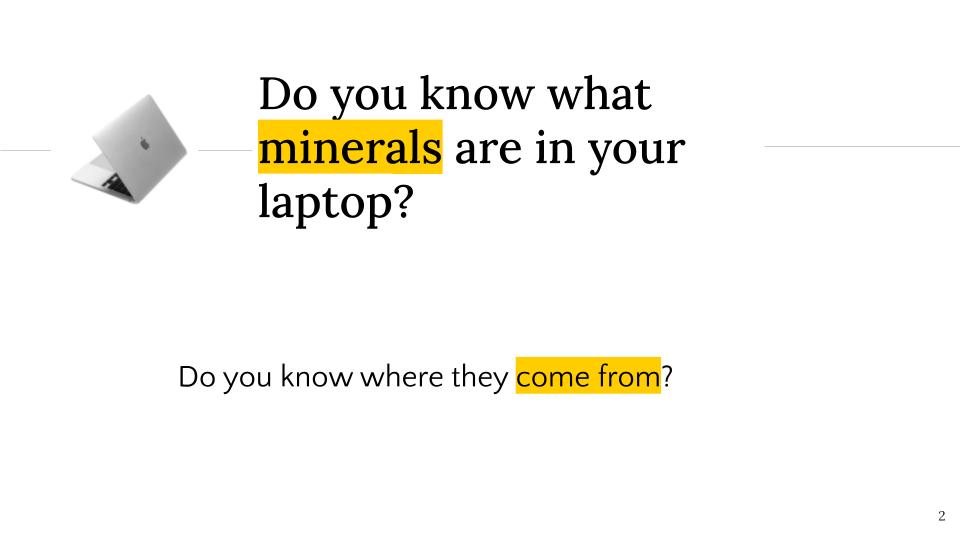 Do you know what
minerals are in your
laptop?
Do you know where they come from?
2